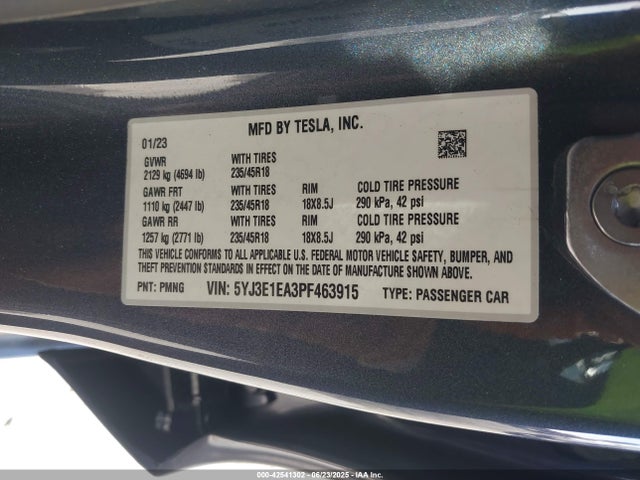 MFD BY TESLA, INC.
01/23
GVWR WITH TIRES
2129 kg (4694 lb) 235/45R18
GAWR FRT WITH TIRES RIM COLD TIRE PRESSURE
1110 kg (2447 lb) 235/45R18 18X8.5J 290 kPa, 42 psi
GAWR RR WITH TIRES RIM COLD TIRE PRESSURE
1257 kg (2771 lb) 235/45R18 18X8.5J 290 kPa, 42 psi
THIS VEHICLE CONFORMS TO ALL APPLICABLE U.S. FEDERAL MOTOR VEHICLE SAFETY, BUMPER, AND
THEFT PREVENTION STANDARDS IN EFFECT ON THE DATE OF MANUFACTURE SHOWN ABOVE.
PNT: PMNG VIN: 5YJ3E1EA3PF463915 TYPE: PASSENGER CAR
000-42541302 - 06/23/2025 - IAA Inc.